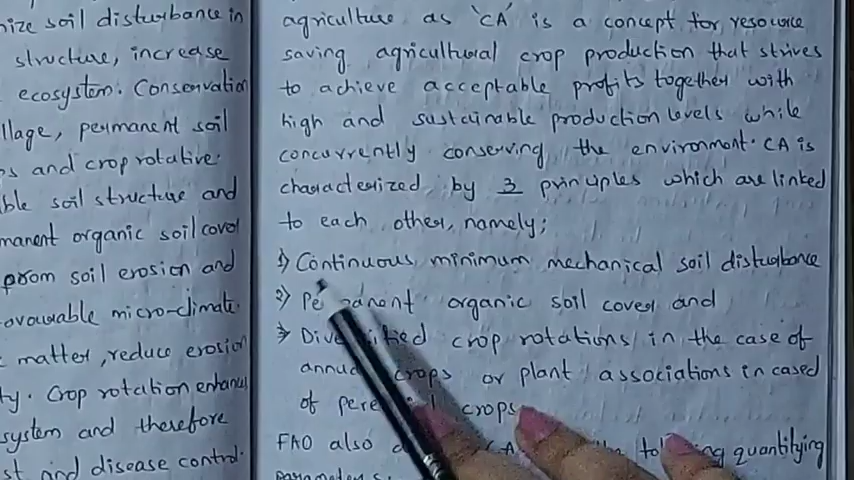 nize soil disturbance in
structure, increase
ecosystem. Conservation
llage, permanent soil
s and crop rotative.
ble soil structure and
manent organic soil cover
prom soil erosion and
avourable micro-climate.
matter, reduce erosion
ty. Crop rotation enhances
system and therefore
st and disease control.
agriculture as 'CA' is a concept for resource
saving agricultural crop production that strives
to achieve acceptable profits together with
high and sustainable production levels while
concurrently conserving the environment. CA is
characterized by 3 principles which are linked
to each other, namely;
1) Continuous minimum mechanical soil disturbance
2) Permanent organic soil cover and
3) Diversified crop rotations in the case of
annual crops or plant associations in cased
of perennial crops.
FAO also CA quantifying